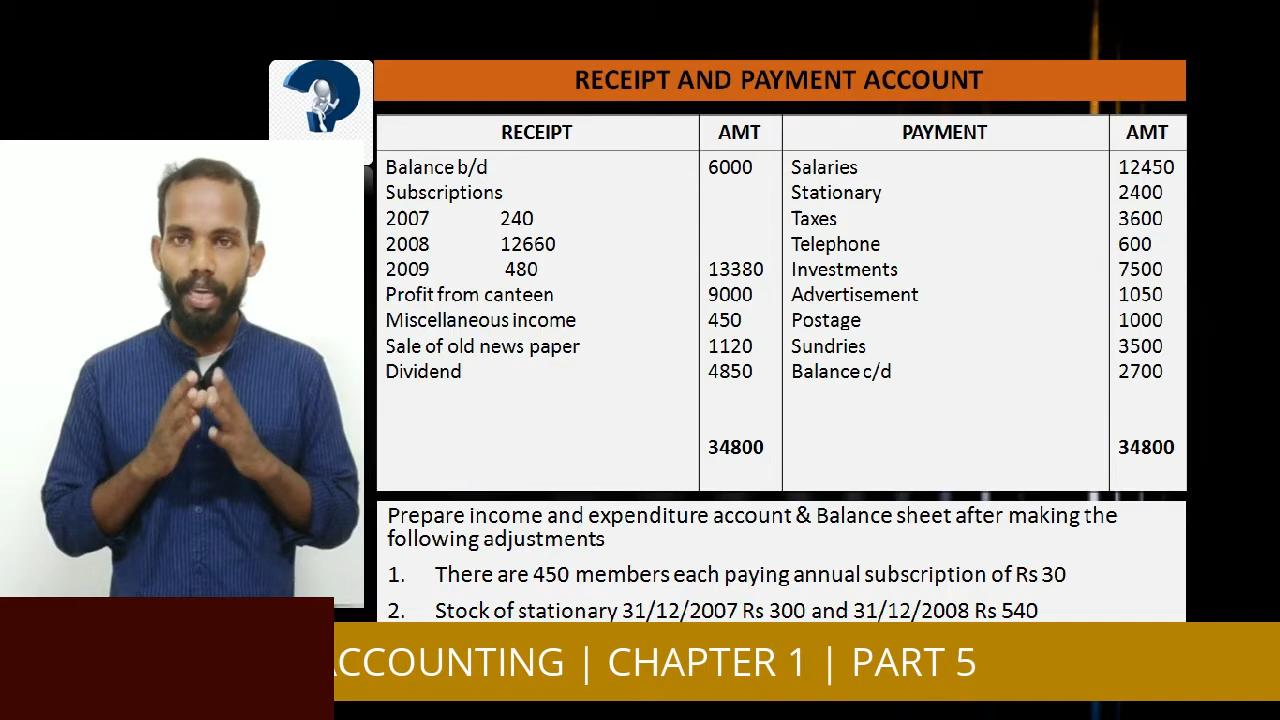 RECEIPT AND PAYMENT ACCOUNT
RECEIPT AMT PAYMENT AMT
Balance b/d 6000 Salaries 12450
Subscriptions Stationary 2400
2007 240 Taxes 3600
2008 12660 Telephone 600
2009 480 13380 Investments 7500
Profit from canteen 9000 Advertisement 1050
Miscellaneous income 450 Postage 1000
Sale of old news paper 1120 Sundries 3500
Dividend 4850 Balance c/d 2700
34800 34800
Prepare income and expenditure account & Balance sheet after making the
following adjustments
1. There are 450 members each paying annual subscription of Rs 30
2. Stock of stationary 31/12/2007 Rs 300 and 31/12/2008 Rs 540
CCOUNTING | CHAPTER 1 | PART 5